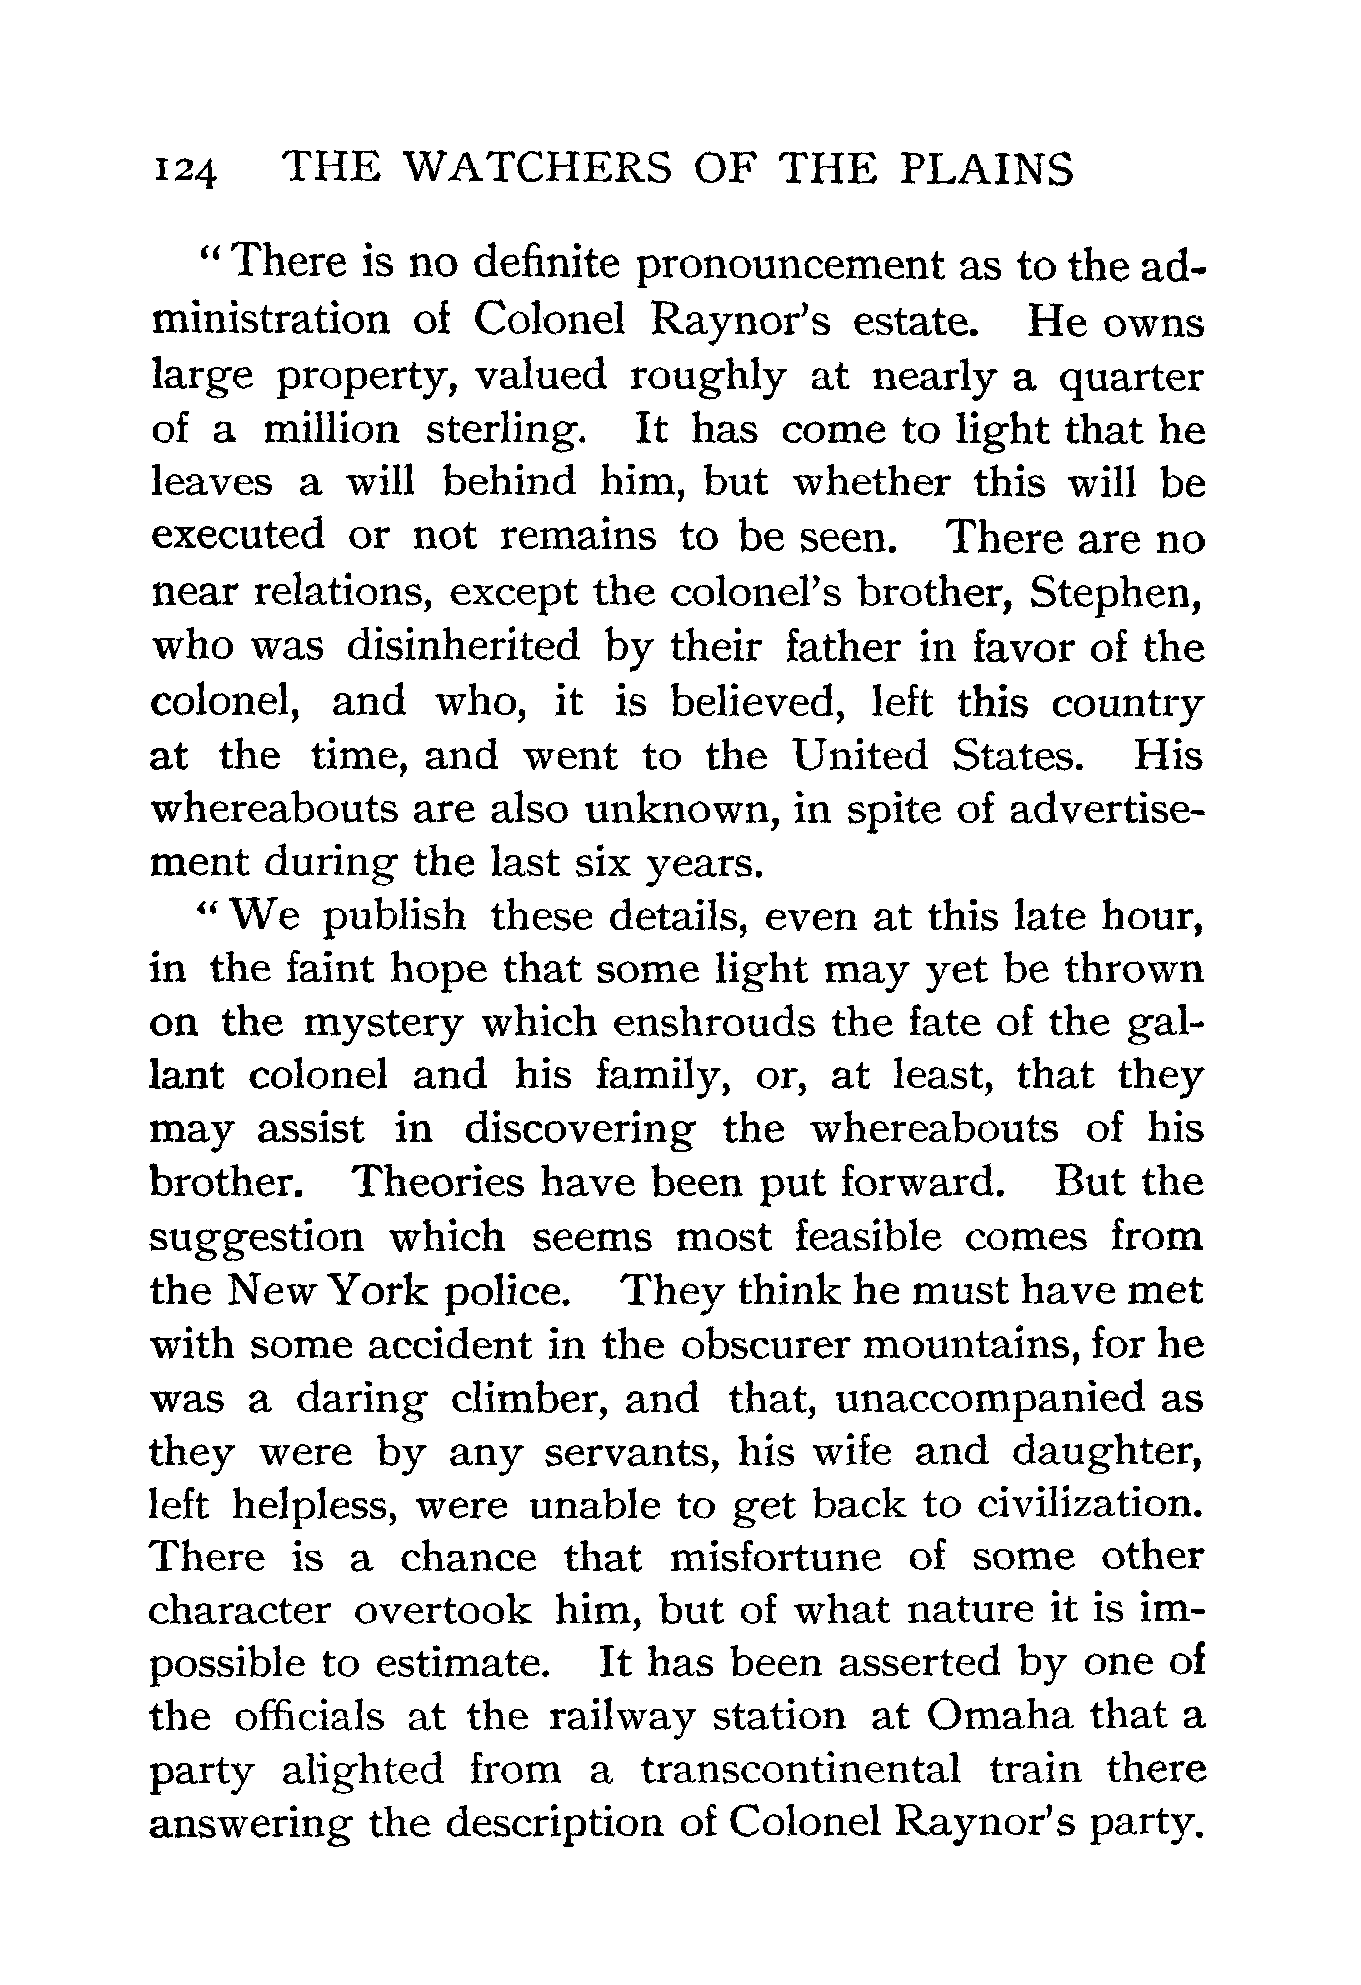 124 THE WATCHERS OF THE PLAINS
“There is no definite pronouncement as to the ad-
ministration of Colonel Raynor's estate. He owns
large property, valued roughly at nearly a quarter
of a million sterling. It has come to light that he
leaves a will behind him, but whether this will be
executed or not remains to be seen. There are no
near relations, except the colonel's brother, Stephen,
who was disinherited by their father in favor of the
colonel, and who, it is believed, left this country
at the time, and went to the United States. His
whereabouts are also unknown, in spite of advertise-
ment during the last six years.
“We publish these details, even at this late hour,
in the faint hope that some light may yet be thrown
on the mystery which enshrouds the fate of the gal-
lant colonel and his family, or, at least, that they
may assist in discovering the whereabouts of his
brother. Theories have been put forward. But the
suggestion which seems most feasible comes from
the New York police. They think he must have met
with some accident in the obscurer mountains, for he
was a daring climber, and that, unaccompanied as
they were by any servants, his wife and daughter,
left helpless, were unable to get back to civilization.
There is a chance that misfortune of some other
character overtook him, but of what nature it is im-
possible to estimate. It has been asserted by one of
the officials at the railway station at Omaha that a
party alighted from a transcontinental train there
answering the description of Colonel Raynor's party.